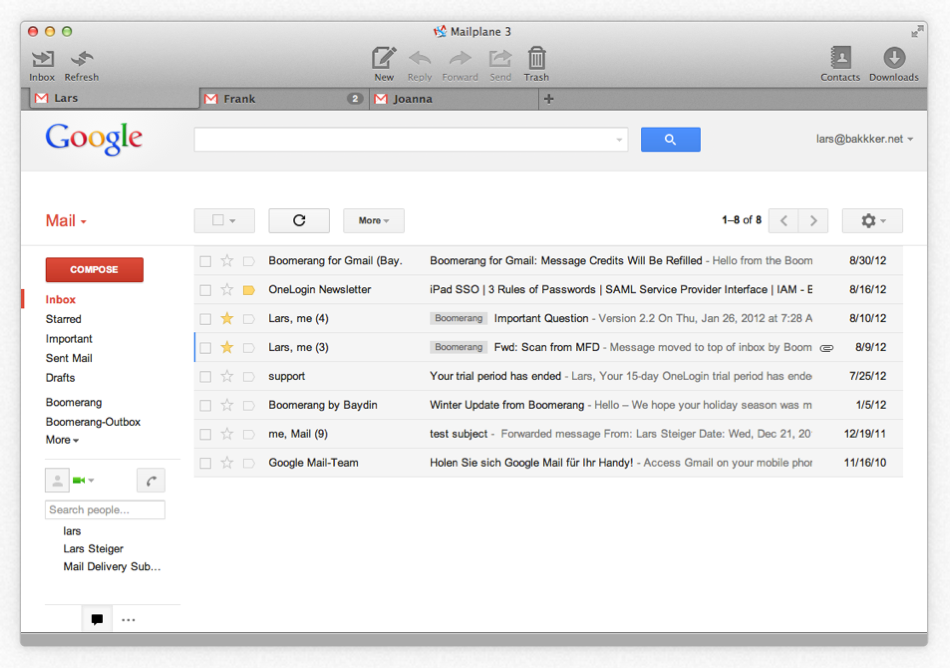 Mailplane 3
Inbox Refresh New Reply Forward Send Trash Contacts Downloads
Lars Frank 2 Joanna +
Google lars@bakkker.net
Mail More 1–8 of 8
COMPOSE
Inbox
Starred
Important
Sent Mail
Drafts
Boomerang
Boomerang-Outbox
More
Search people...
lars
Lars Steiger
Mail Delivery Sub...
Boomerang for Gmail (Bay. Boomerang for Gmail: Message Credits Will Be Refilled - Hello from the Boom 8/30/12
OneLogin Newsletter iPad SSO | 3 Rules of Passwords | SAML Service Provider Interface | IAM - E 8/16/12
Lars, me (4) Boomerang Important Question - Version 2.2 On Thu, Jan 26, 2012 at 7:28 A 8/10/12
Lars, me (3) Boomerang Fwd: Scan from MFD - Message moved to top of inbox by Boom 8/9/12
support Your trial period has ended - Lars, Your 15-day OneLogin trial period has ende 7/25/12
Boomerang by Baydin Winter Update from Boomerang - Hello – We hope your holiday season was m 1/5/12
me, Mail (9) test subject - Forwarded message From: Lars Steiger Date: Wed, Dec 21, 20 12/19/11
Google Mail-Team Holen Sie sich Google Mail für Ihr Handy! - Access Gmail on your mobile phor 11/16/10